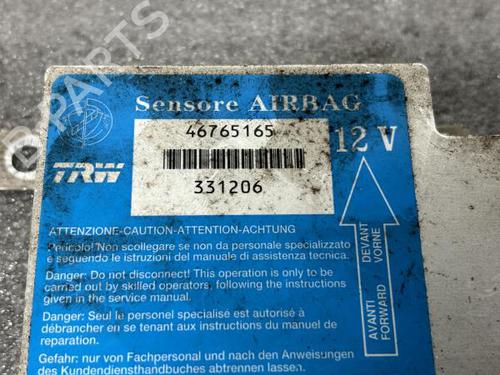 B-PARTS
Sensore AIRBAG
46765165
12 V
TRW
331206
ATTENZIONE-CAUTION-ATTENTION-ACHTUNG
Pericolo! Non scollegare se non da personale specializzato
e seguendo le istruzioni del manuale di assistenza tecnica.
Danger: Do not disconnect! This operation is only to be
carried out by skilled operators, following the instructions
given in the service manual.
Danger: Seul le personel spécialisé est autorisé à
débrancher en se tenant aux instructions du manuel de
reparation.
Gefahr: nur von Fachpersonal und nach den Anweisungen
des Kundendiensthandbuches abtrennen lassen.
AVANTI DEVANT
FORWARD VORNE